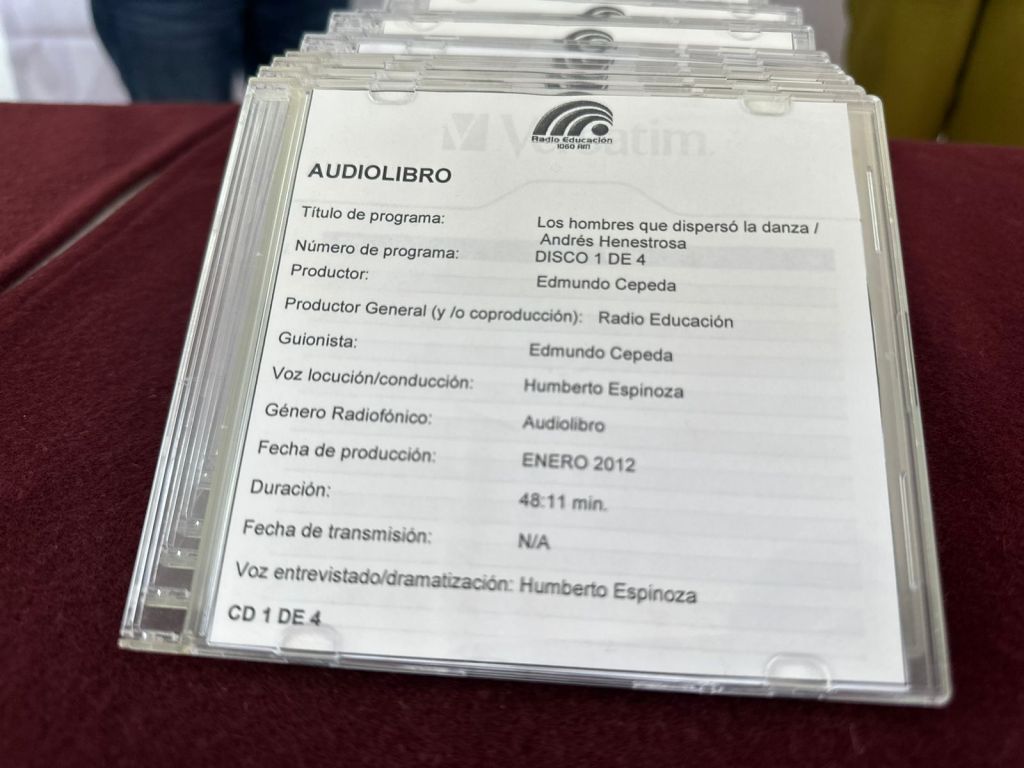 Radio Educación
1060 AM
Verbatim.
AUDIOLIBRO
Título de programa: Los hombres que dispersó la danza /
Andrés Henestrosa
Número de programa: DISCO 1 DE 4
Productor: Edmundo Cepeda
Productor General (y /o coproducción): Radio Educación
Guionista: Edmundo Cepeda
Voz locución/conducción: Humberto Espinoza
Género Radiofónico: Audiolibro
Fecha de producción: ENERO 2012
Duración: 48:11 min.
Fecha de transmisión: N/A
Voz entrevistado/dramatización: Humberto Espinoza
CD 1 DE 4